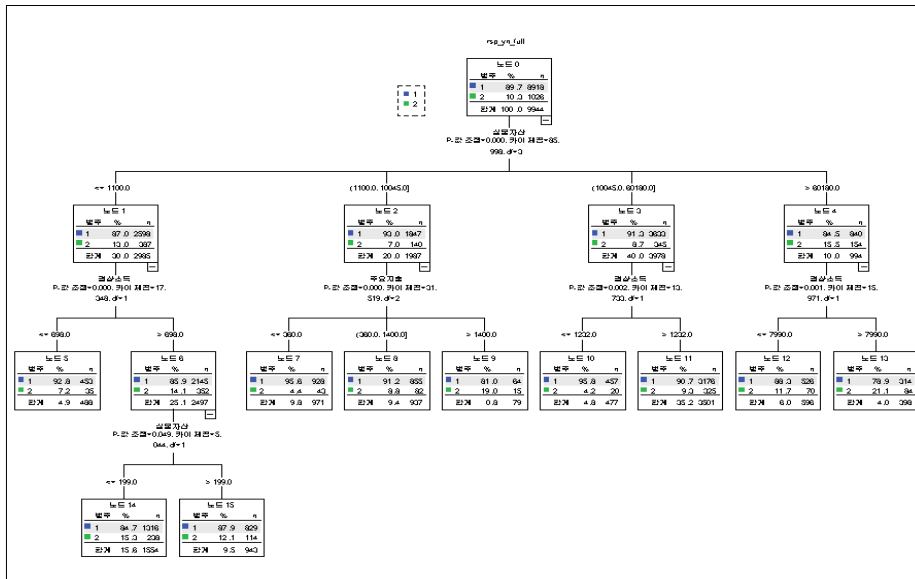 rsp_yn_full
노드 0
범주 % n
1 89.7 8918
2 10.3 1026
합계 100.0 9944
1
2
실물자산
P-값 조정=0.000, 카이 제곱=85.
998, df=3
<= 1100.0
(1100.0, 10045.0]
(10045.0, 60180.0]
> 60180.0
노드 1
범주 % n
1 87.0 2598
2 13.0 387
합계 30.0 2985
노드 2
범주 % n
1 93.0 1847
2 7.0 140
합계 20.0 1987
노드 3
범주 % n
1 91.3 3633
2 8.7 345
합계 40.0 3978
노드 4
범주 % n
1 84.5 840
2 15.5 154
합계 10.0 994
경상소득
P-값 조정=0.000, 카이 제곱=17.
348, df=1
주요지출
P-값 조정=0.000, 카이 제곱=31.
519, df=2
경상소득
P-값 조정=0.002, 카이 제곱=13.
733, df=1
경상소득
P-값 조정=0.001, 카이 제곱=15.
971, df=1
<= 698.0
> 698.0
<= 360.0
(360.0, 1400.0]
> 1400.0
<= 1232.0
> 1232.0
<= 7990.0
> 7990.0
노드 5
범주 % n
1 92.8 453
2 7.2 35
합계 4.9 488
노드 6
범주 % n
1 85.9 2145
2 14.1 352
합계 25.1 2497
노드 7
범주 % n
1 95.6 928
2 4.4 43
합계 9.8 971
노드 8
범주 % n
1 91.2 855
2 8.8 82
합계 9.4 937
노드 9
범주 % n
1 81.0 64
2 19.0 15
합계 0.8 79
노드 10
범주 % n
1 95.8 457
2 4.2 20
합계 4.8 477
노드 11
범주 % n
1 90.7 3176
2 9.3 325
합계 35.2 3501
노드 12
범주 % n
1 88.3 526
2 11.7 70
합계 6.0 596
노드 13
범주 % n
1 78.9 314
2 21.1 84
합계 4.0 398
실물자산
P-값 조정=0.049, 카이 제곱=5.
044, df=1
<= 199.0
> 199.0
노드 14
범주 % n
1 84.7 1316
2 15.3 238
합계 15.6 1554
노드 15
범주 % n
1 87.9 829
2 12.1 114
합계 9.5 943